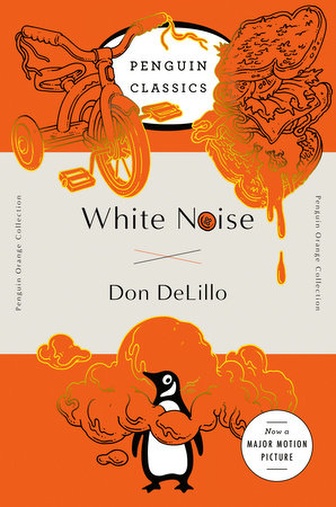 PENGUIN
CLASSICS
White Noise
Don DeLillo
Penguin Orange Collection
Penguin Orange Collection
Now a
MAJOR MOTION
PICTURE